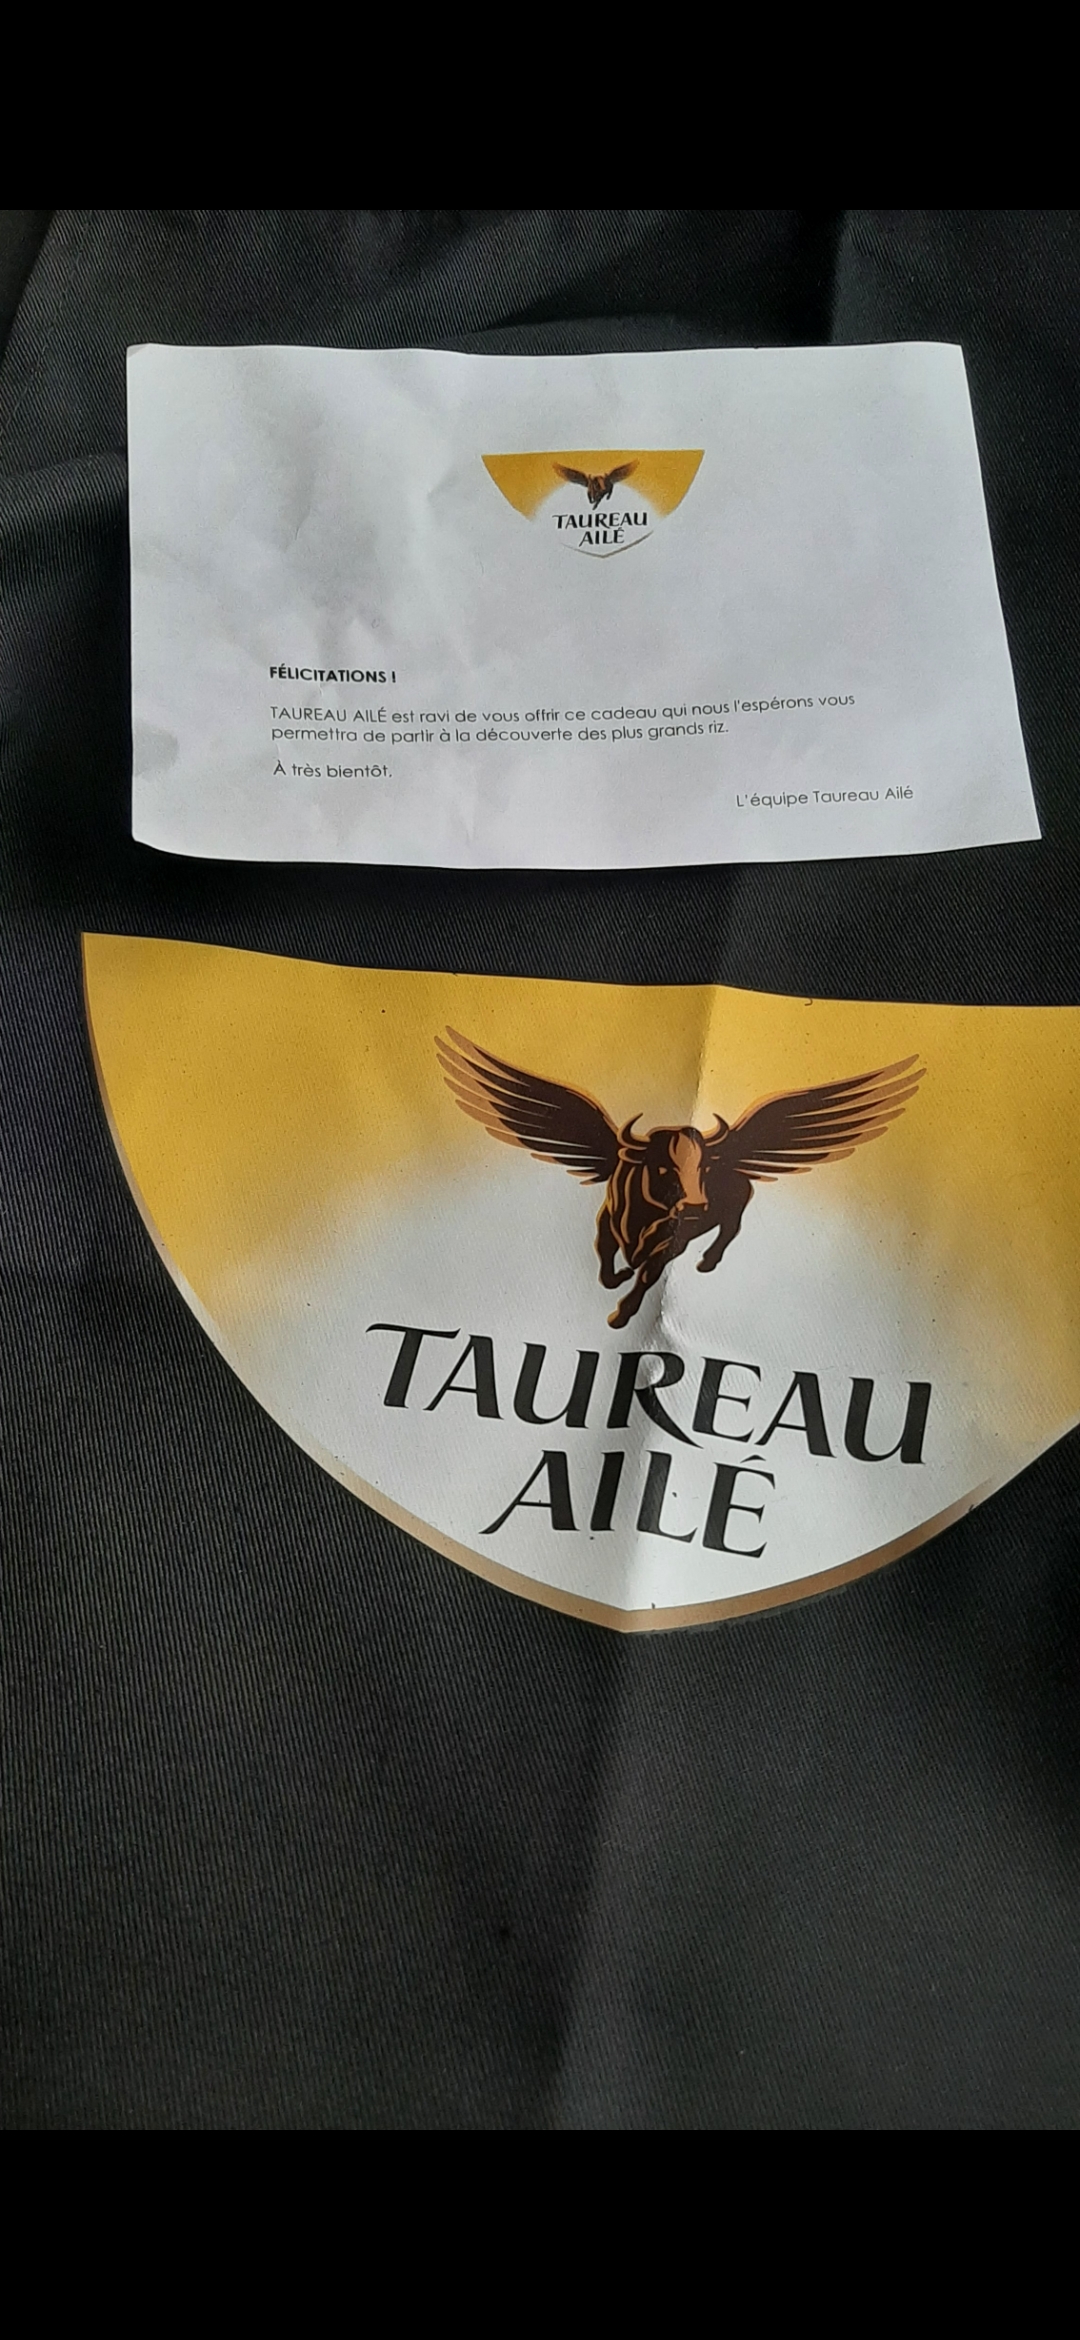 TAUREAU
AILÉ
FÉLICITATIONS !
TAUREAU AILÉ est ravi de vous offrir ce cadeau qui nous l'espérons vous
permettra de partir à la découverte des plus grands riz.
À très bientôt.
L'équipe Taureau Ailé
TAUREAU
AILÉ